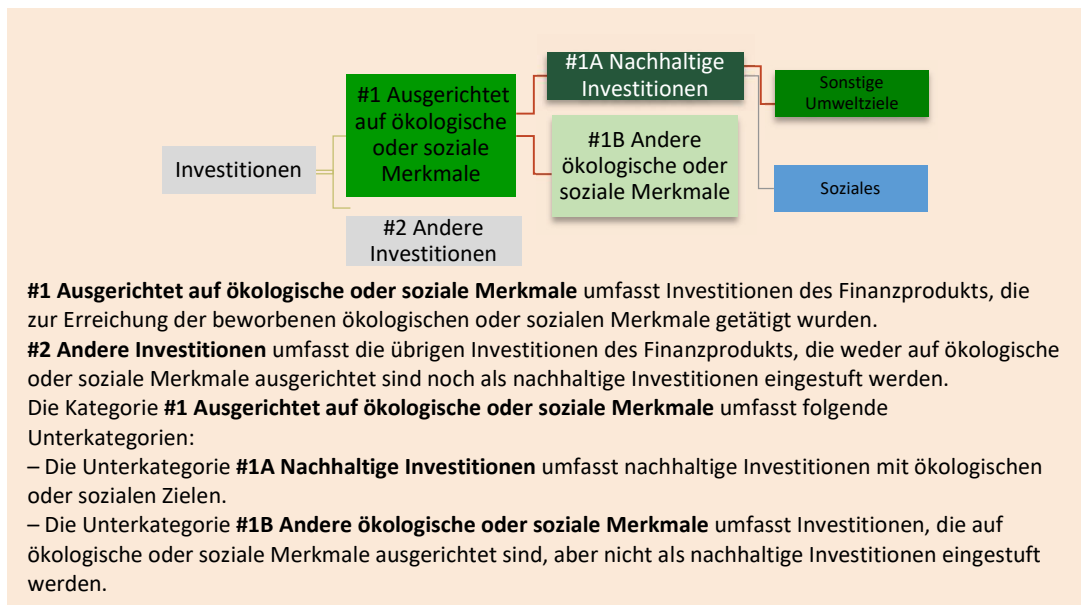 #1 Ausgerichtet
auf ökologische
oder soziale
Merkmale
#1A Nachhaltige
Investitionen
Sonstige
Umweltziele
Investitionen
#1B Andere
ökologische oder
soziale Merkmale
Soziales
#2 Andere
Investitionen
#1 Ausgerichtet auf ökologische oder soziale Merkmale umfasst Investitionen des Finanzprodukts, die
zur Erreichung der beworbenen ökologischen oder sozialen Merkmale getätigt wurden.
#2 Andere Investitionen umfasst die übrigen Investitionen des Finanzprodukts, die weder auf ökologische
oder soziale Merkmale ausgerichtet sind noch als nachhaltige Investitionen eingestuft werden.
Die Kategorie #1 Ausgerichtet auf ökologische oder soziale Merkmale umfasst folgende
Unterkategorien:
– Die Unterkategorie #1A Nachhaltige Investitionen umfasst nachhaltige Investitionen mit ökologischen
oder sozialen Zielen.
– Die Unterkategorie #1B Andere ökologische oder soziale Merkmale umfasst Investitionen, die auf
ökologische oder soziale Merkmale ausgerichtet sind, aber nicht als nachhaltige Investitionen eingestuft
werden.